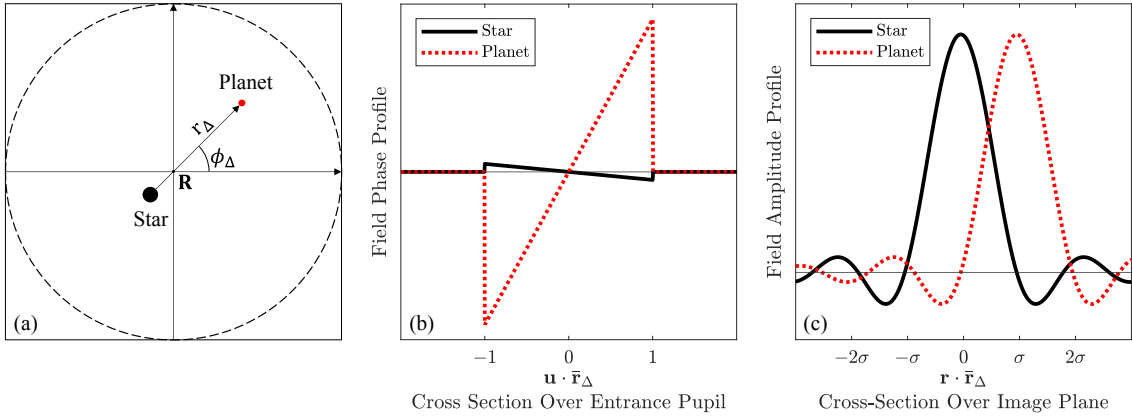 Planet
r_Δ
ϕ_Δ
R
Star
(a)
Field Phase Profile
Star
Planet
(b)
−1 0 1
u · r̄_Δ
Cross Section Over Entrance Pupil
Field Amplitude Profile
Star
Planet
(c)
−2σ −σ 0 σ 2σ
r · r̄_Δ
Cross-Section Over Image Plane